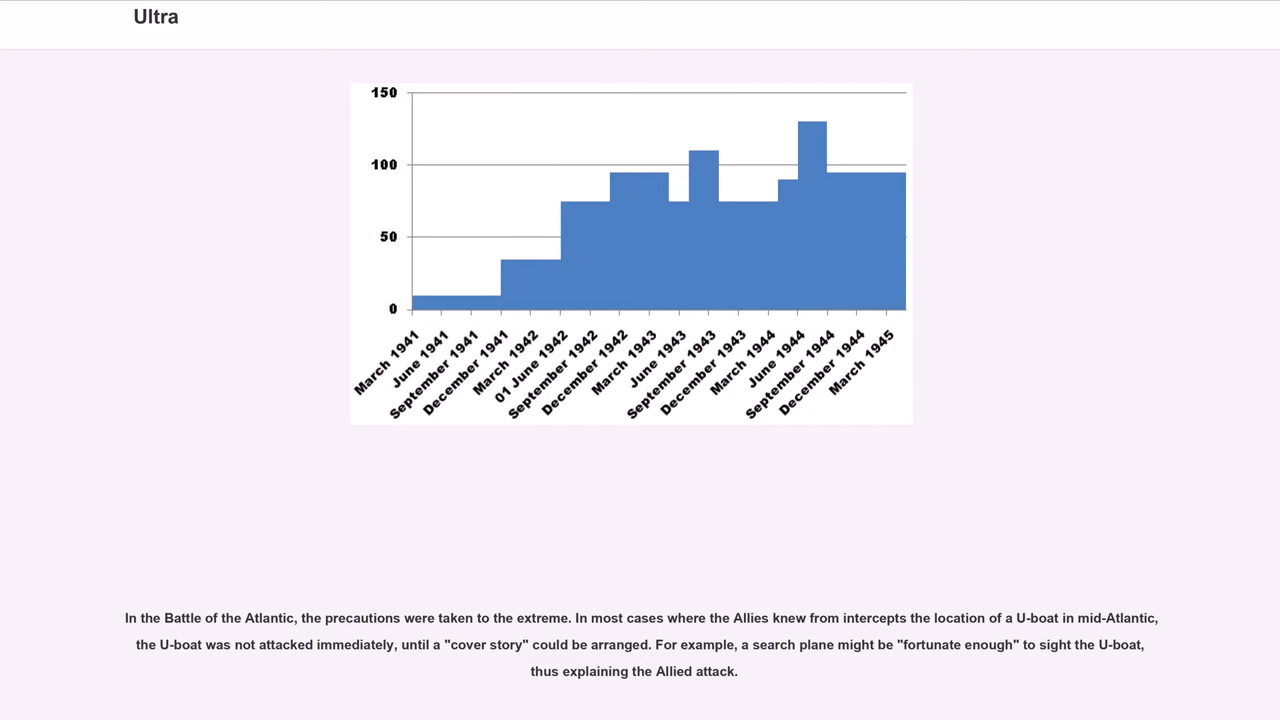 Ultra
150
100
50
0
March 1941
June 1941
September 1941
December 1941
March 1942
01 June 1942
September 1942
December 1942
March 1943
June 1943
September 1943
December 1943
March 1944
June 1944
September 1944
December 1944
March 1945
In the Battle of the Atlantic, the precautions were taken to the extreme. In most cases where the Allies knew from intercepts the location of a U-boat in mid-Atlantic,
the U-boat was not attacked immediately, until a "cover story" could be arranged. For example, a search plane might be "fortunate enough" to sight the U-boat,
thus explaining the Allied attack.